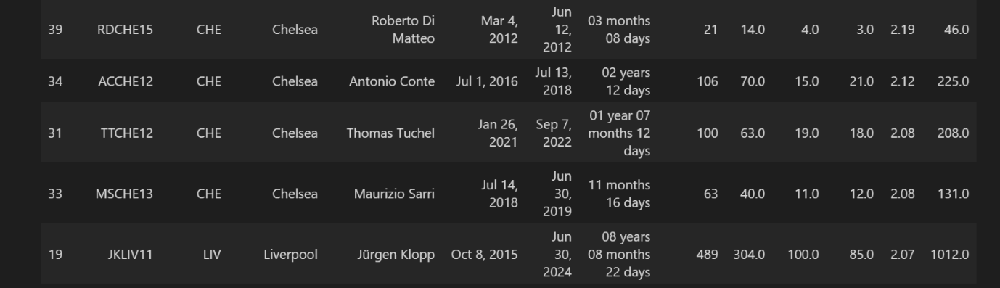 39 RDCHE15 CHE Chelsea Roberto Di Matteo Mar 4, 2012 Jun 12, 2012 03 months 08 days 21 14.0 4.0 3.0 2.19 46.0
34 ACCHE12 CHE Chelsea Antonio Conte Jul 1, 2016 Jul 13, 2018 02 years 12 days 106 70.0 15.0 21.0 2.12 225.0
31 TTCHE12 CHE Chelsea Thomas Tuchel Jan 26, 2021 Sep 7, 2022 01 year 07 months 12 days 100 63.0 19.0 18.0 2.08 208.0
33 MSCHE13 CHE Chelsea Maurizio Sarri Jul 14, 2018 Jun 30, 2019 11 months 16 days 63 40.0 11.0 12.0 2.08 131.0
19 JKLIV11 LIV Liverpool Jürgen Klopp Oct 8, 2015 Jun 30, 2024 08 years 08 months 22 days 489 304.0 100.0 85.0 2.07 1012.0